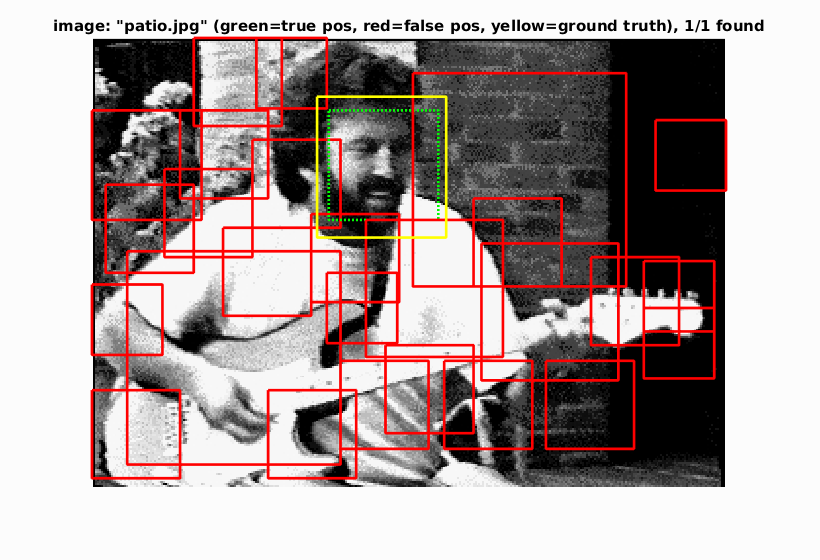 image: "patio.jpg" (green=true pos, red=false pos, yellow=ground truth), 1/1 found